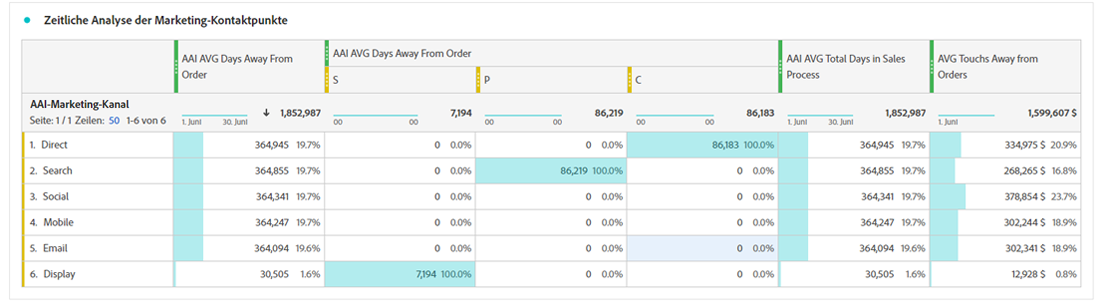 Zeitliche Analyse der Marketing-Kontaktpunkte
AAI AVG Days Away From Order
AAI AVG Days Away From Order
AAI AVG Total Days in Sales Process
AVG Touchs Away from Orders
S P C
AAI-Marketing-Kanal
Seite: 1 / 1 Zeilen: 50 1-6 von 6
1. Juni 30. Juni ↓ 1,852,987
00 00 7,194
00 00 86,219
00 00 86,183
1. Juni 30. Juni 1,852,987
1. Juni 1,599,607 $
1. Direct 364,945 19.7% 0 0.0% 0 0.0% 86,183 100.0% 364,945 19.7% 334,975 $ 20.9%
2. Search 364,855 19.7% 0 0.0% 86,219 100.0% 0 0.0% 364,855 19.7% 268,265 $ 16.8%
3. Social 364,341 19.7% 0 0.0% 0 0.0% 0 0.0% 364,341 19.7% 378,854 $ 23.7%
4. Mobile 364,247 19.7% 0 0.0% 0 0.0% 0 0.0% 364,247 19.7% 302,244 $ 18.9%
5. Email 364,094 19.6% 0 0.0% 0 0.0% 0 0.0% 364,094 19.6% 302,341 $ 18.9%
6. Display 30,505 1.6% 7,194 100.0% 0 0.0% 0 0.0% 30,505 1.6% 12,928 $ 0.8%